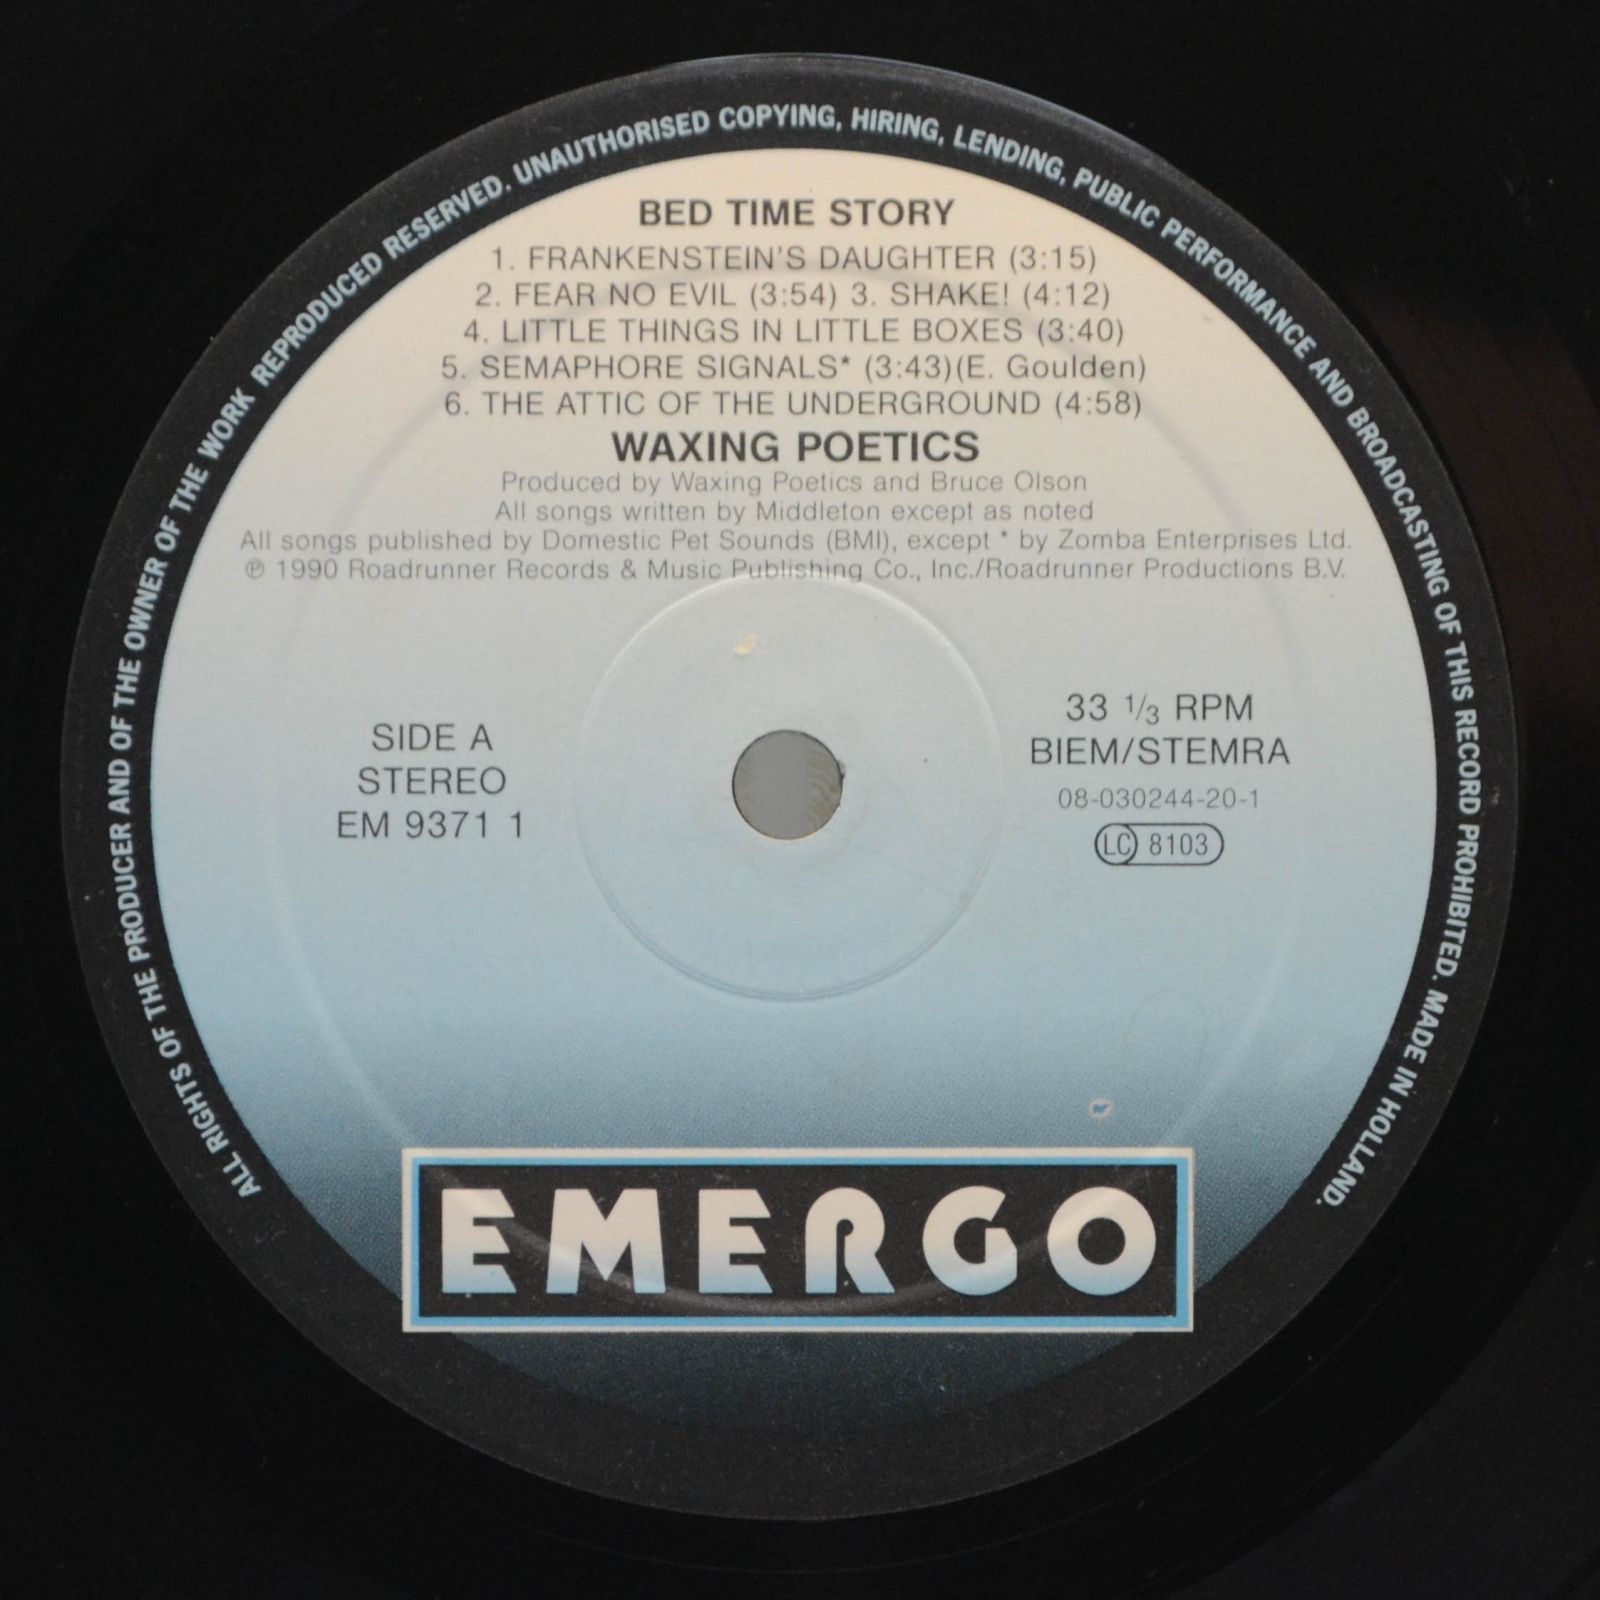 ALL RIGHTS OF THE PRODUCER AND OF THE OWNER OF THE WORK REPRODUCED RESERVED. UNAUTHORISED COPYING, HIRING, LENDING, PUBLIC PERFORMANCE AND BROADCASTING OF THIS RECORD PROHIBITED. MADE IN HOLLAND.
BED TIME STORY
1. FRANKENSTEIN'S DAUGHTER (3:15)
2. FEAR NO EVIL (3:54) 3. SHAKE! (4:12)
4. LITTLE THINGS IN LITTLE BOXES (3:40)
5. SEMAPHORE SIGNALS* (3:43)(E. Goulden)
6. THE ATTIC OF THE UNDERGROUND (4:58)
WAXING POETICS
Produced by Waxing Poetics and Bruce Olson
All songs written by Middleton except as noted
All songs published by Domestic Pet Sounds (BMI), except * by Zomba Enterprises Ltd.
℗ 1990 Roadrunner Records & Music Publishing Co., Inc./Roadrunner Productions B.V.
SIDE A
STEREO
EM 9371 1
33 1/3 RPM
BIEM/STEMRA
08-030244-20-1
LC 8103
EMERGO